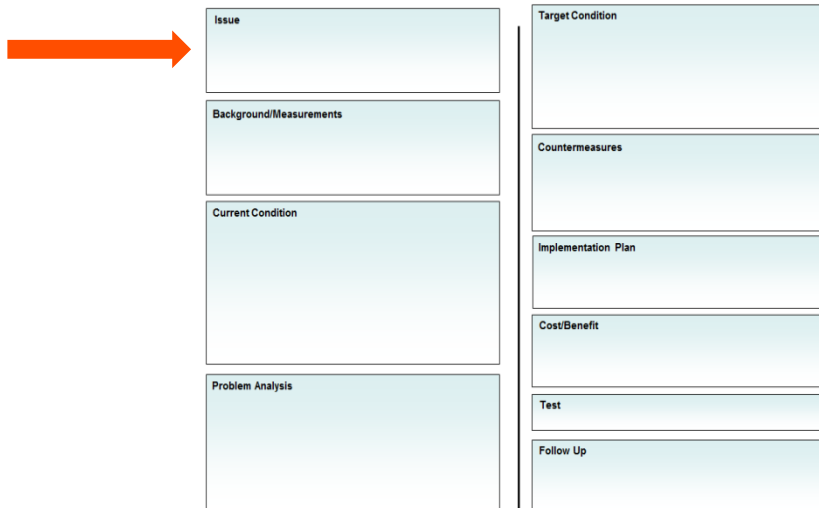 Issue
Background/Measurements
Current Condition
Problem Analysis
Target Condition
Countermeasures
Implementation Plan
Cost/Benefit
Test
Follow Up